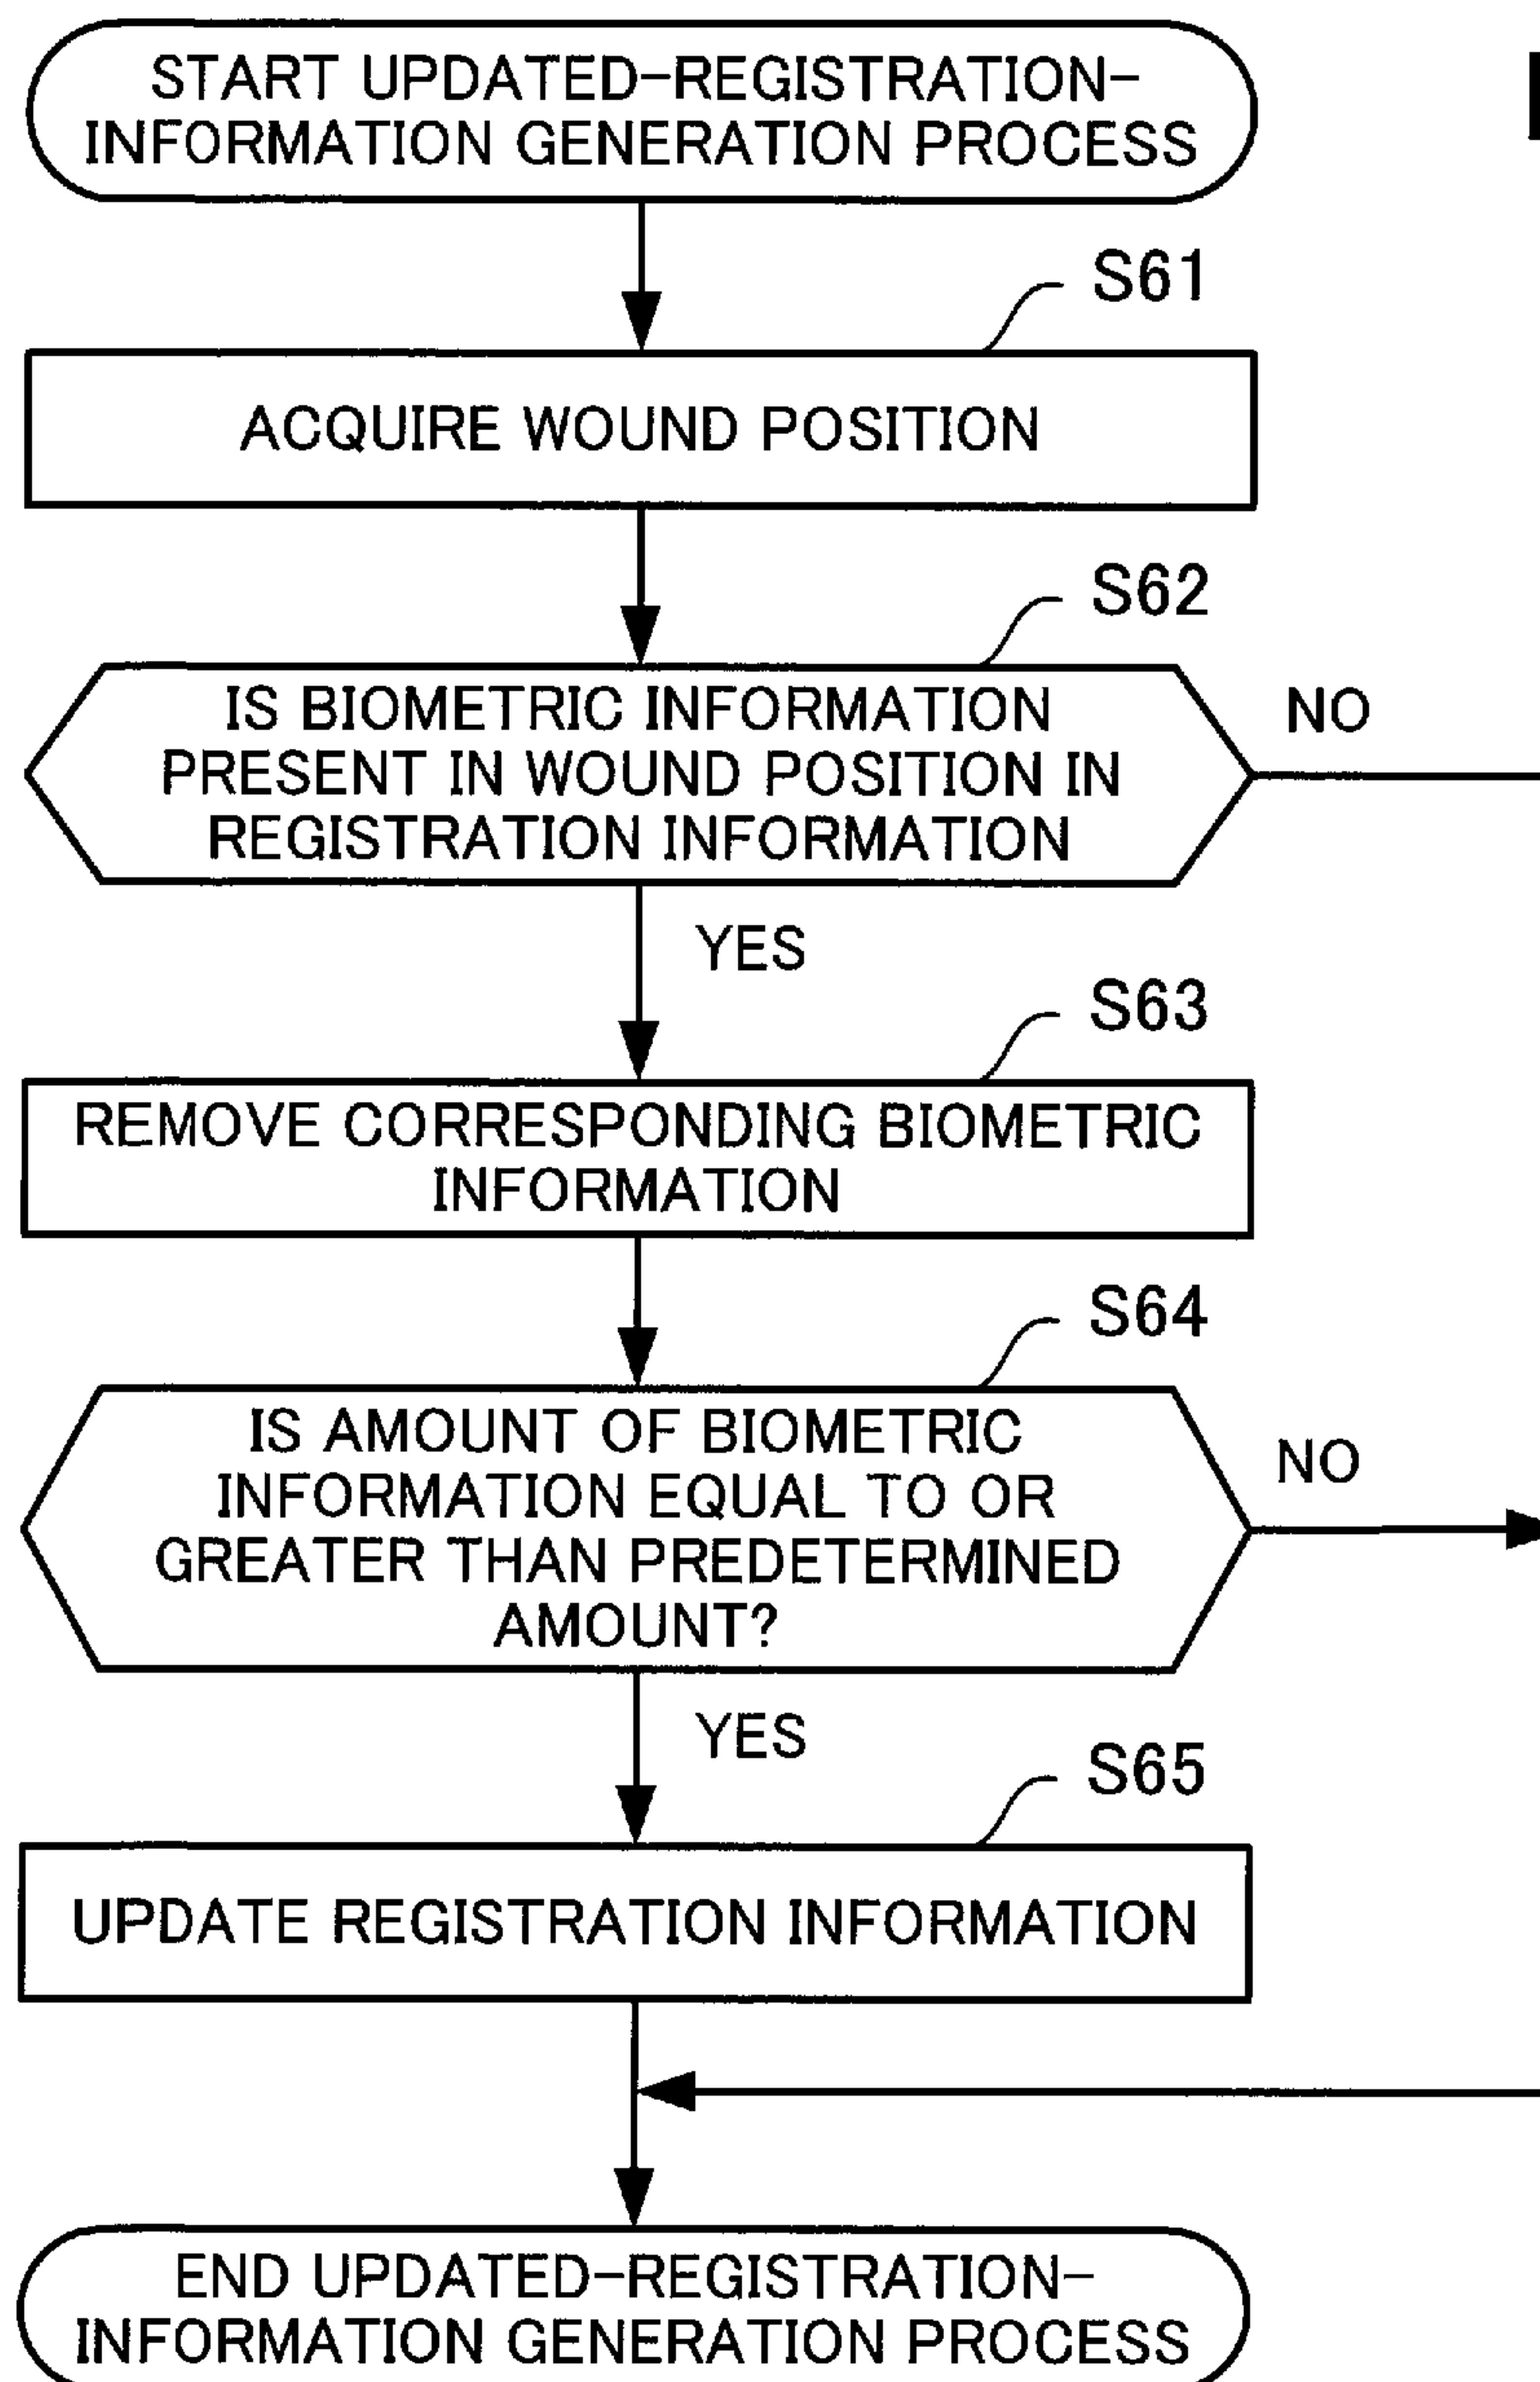 START UPDATED-REGISTRATION-
INFORMATION GENERATION PROCESS
S61
ACQUIRE WOUND POSITION
S62
IS BIOMETRIC INFORMATION
PRESENT IN WOUND POSITION IN
REGISTRATION INFORMATION
NO
YES
S63
REMOVE CORRESPONDING BIOMETRIC
INFORMATION
S64
IS AMOUNT OF BIOMETRIC
INFORMATION EQUAL TO OR
GREATER THAN PREDETERMINED
AMOUNT?
NO
YES
S65
UPDATE REGISTRATION INFORMATION
END UPDATED-REGISTRATION-
INFORMATION GENERATION PROCESS